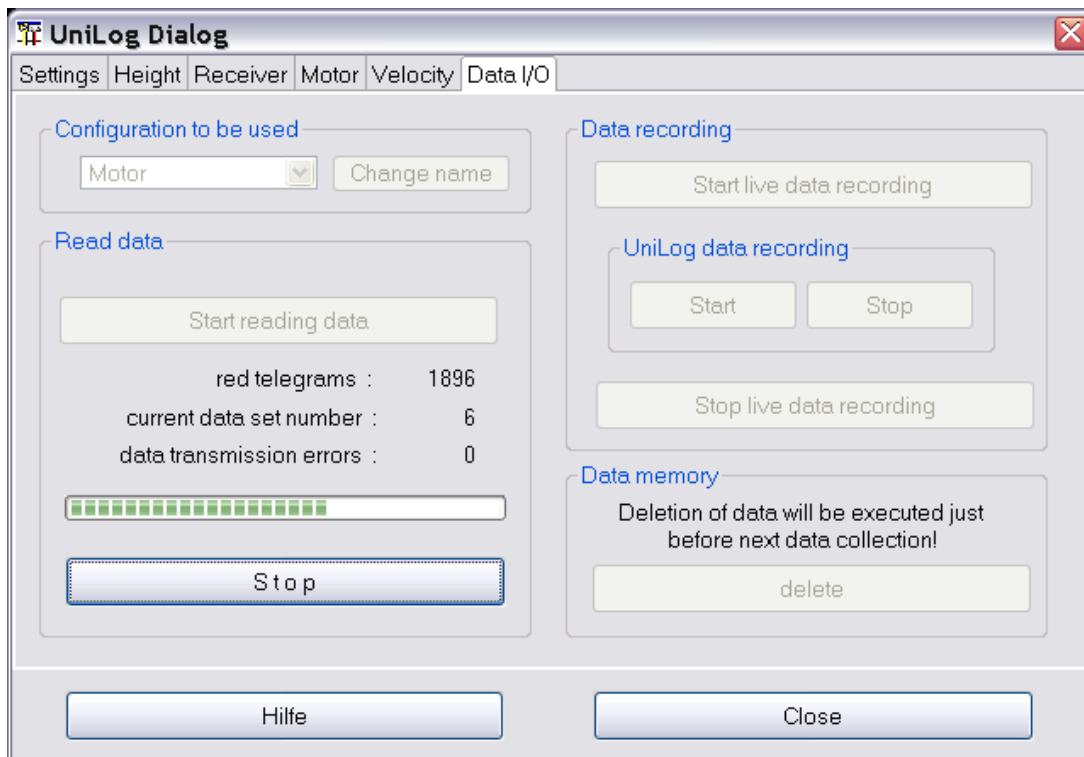 UniLog Dialog
Settings Height Receiver Motor Velocity Data I/O
Configuration to be used
Motor Change name
Read data
Start reading data
red telegrams : 1896
current data set number : 6
data transmission errors : 0
S t o p
Data recording
Start live data recording
UniLog data recording
Start Stop
Stop live data recording
Data memory
Deletion of data will be executed just
before next data collection!
delete
Hilfe Close